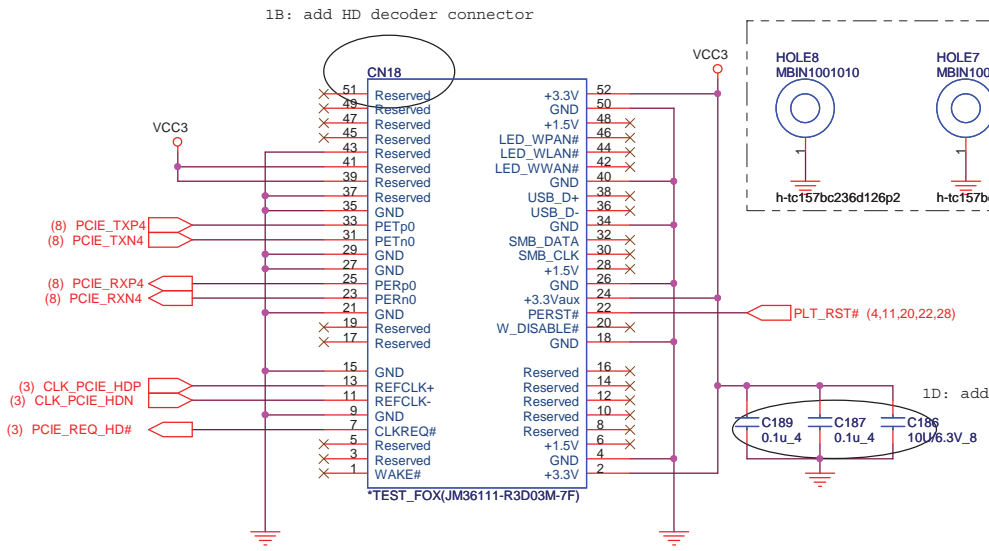 1B: add HD decoder connector
CN18
VCC3
VCC3
51 Reserved +3.3V 52
49 Reserved GND 50
47 Reserved +1.5V 48
45 Reserved LED_WPAN# 46
43 Reserved LED_WLAN# 44
41 Reserved LED_WWAN# 42
39 Reserved GND 40
37 Reserved USB_D+ 38
35 GND USB_D- 36
(8) PCIE_TXP4 33 PETp0 GND 34
(8) PCIE_TXN4 31 PETn0 SMB_DATA 32
29 GND SMB_CLK 30
27 GND +1.5V 28
(8) PCIE_RXP4 25 PERp0 GND 26
(8) PCIE_RXN4 23 PERn0 +3.3Vaux 24
21 GND PERST# 22 PLT_RST# (4,11,20,22,28)
19 Reserved W_DISABLE# 20
17 Reserved GND 18
15 GND Reserved 16
(3) CLK_PCIE_HDP 13 REFCLK+ Reserved 14
(3) CLK_PCIE_HDN 11 REFCLK- Reserved 12
9 GND Reserved 10
(3) PCIE_REQ_HD# 7 CLKREQ# Reserved 8
5 Reserved +1.5V 6
3 Reserved GND 4
1 WAKE# +3.3V 2
*TEST_FOX(JM36111-R3D03M-7F)
HOLE8
MBIN1001010
1
h-tc157bc236d126p2
HOLE7
MBIN100
1
h-tc157b
1D: add
C189
0.1u_4
C187
0.1u_4
C186
10U/6.3V_8